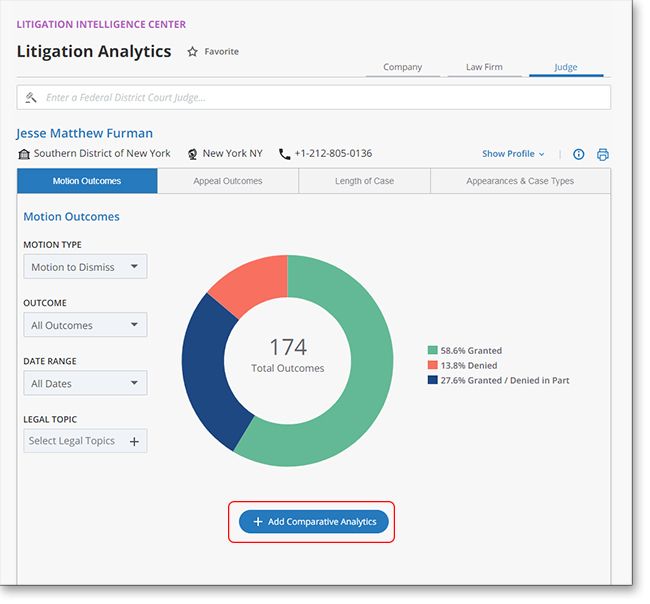 LITIGATION INTELLIGENCE CENTER
Litigation Analytics Favorite
Company Law Firm Judge
Enter a Federal District Court Judge...
Jesse Matthew Furman
Southern District of New York New York NY +1-212-805-0136 Show Profile
Motion Outcomes Appeal Outcomes Length of Case Appearances & Case Types
Motion Outcomes
MOTION TYPE
Motion to Dismiss
OUTCOME
All Outcomes
DATE RANGE
All Dates
LEGAL TOPIC
Select Legal Topics +
174
Total Outcomes
58.6% Granted
13.8% Denied
27.6% Granted / Denied in Part
+ Add Comparative Analytics